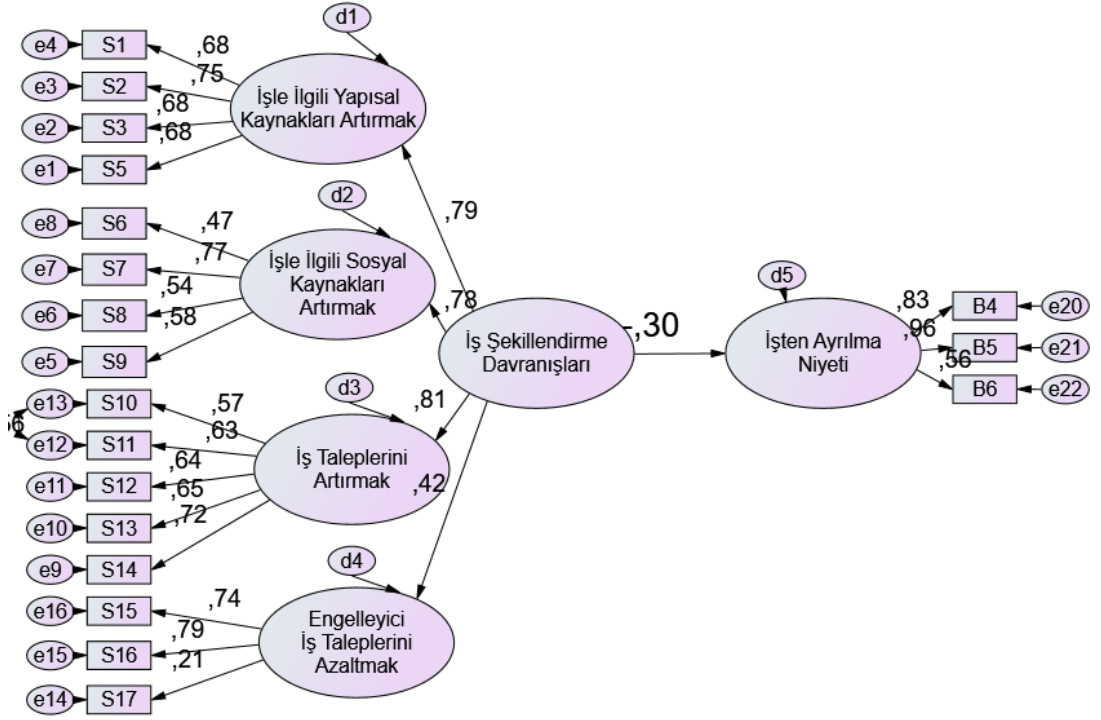 d1
e4 S1 ,68
e3 S2 ,75
e2 S3 ,68
e1 S5 ,68
İşle İlgili Yapısal
Kaynakları Artırmak
d2
,79
e8 S6 ,47
e7 S7 ,77
e6 S8 ,54
e5 S9 ,58
İşle İlgili Sosyal
Kaynakları
Artırmak
,78
İş Şekillendirme
Davranışları
-,30
d5
İşten Ayrılma
Niyeti
,83 B4 e20
,96 B5 e21
,56 B6 e22
d3
,81
e13 S10 ,57
e12 S11 ,63
e11 S12 ,64
e10 S13 ,65
e9 S14 ,72
İş Taleplerini
Artırmak
,42
d4
e16 S15 ,74
e15 S16 ,79
e14 S17 ,21
Engelleyici
İş Taleplerini
Azaltmak